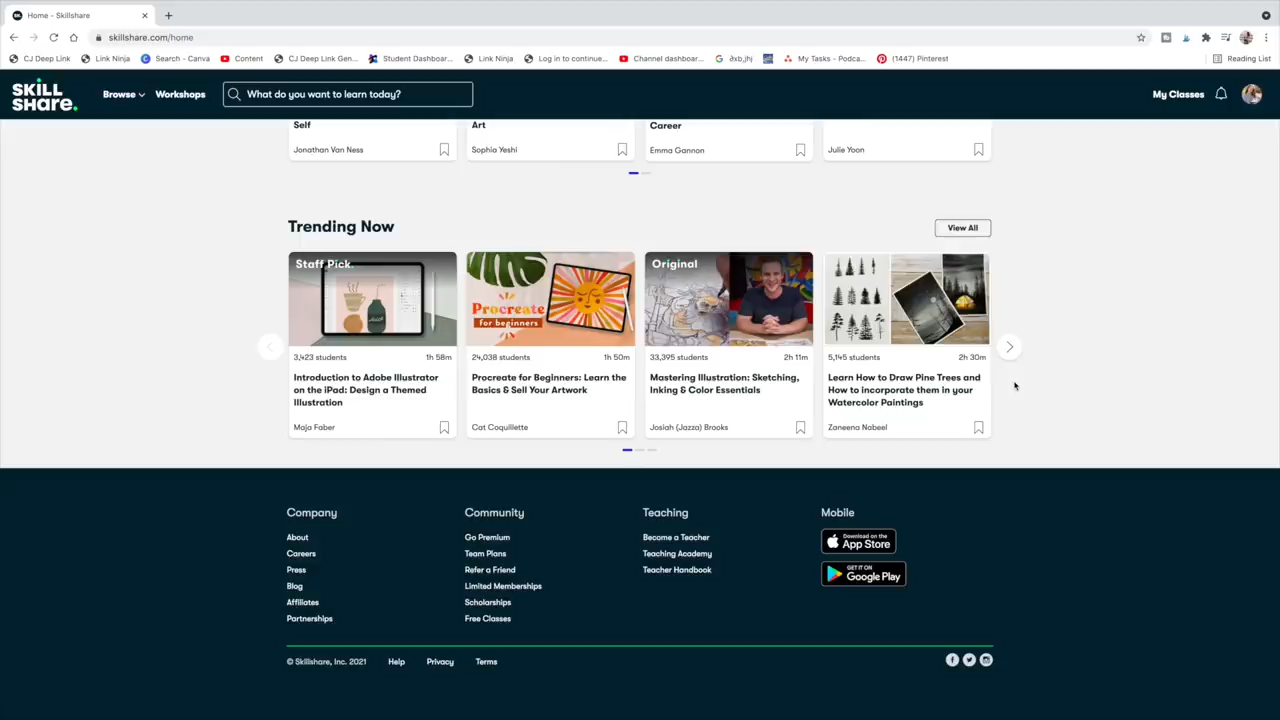 Home - Skillshare
skillshare.com/home
CJ Deep Link
Link Ninja
Search - Canva
Content
CJ Deep Link Gen...
Student Dashboar...
Link Ninja
Log in to continue...
Channel dashboar...
My Tasks - Podca...
(1447) Pinterest
Reading List
SKILL
SHARE.
Browse
Workshops
What do you want to learn today?
My Classes
Self
Jonathan Van Ness
Art
Sophia Yeshi
Career
Emma Gannon
Julie Yoon
Trending Now
View All
Staff Pick
3,423 students
1h 58m
Introduction to Adobe Illustrator
on the iPad: Design a Themed
Illustration
Maja Faber
Procreate
for beginners
24,038 students
1h 50m
Procreate for Beginners: Learn the
Basics & Sell Your Artwork
Cat Coquillette
Original
33,395 students
2h 11m
Mastering Illustration: Sketching,
Inking & Color Essentials
Josiah (Jazza) Brooks
5,145 students
2h 30m
Learn How to Draw Pine Trees and
How to incorporate them in your
Watercolor Paintings
Zaneena Nabeel
Company
About
Careers
Press
Blog
Affiliates
Partnerships
Community
Go Premium
Team Plans
Refer a Friend
Limited Memberships
Scholarships
Free Classes
Teaching
Become a Teacher
Teaching Academy
Teacher Handbook
Mobile
Download on the
App Store
GET IT ON
Google Play
© Skillshare, Inc. 2021
Help
Privacy
Terms